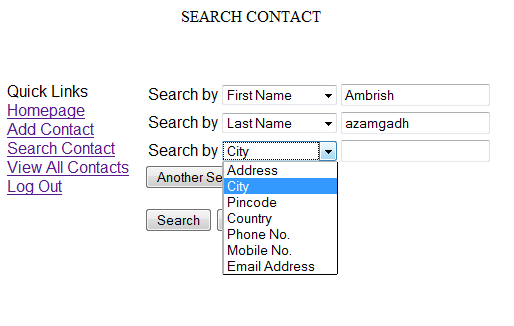 SEARCH CONTACT
Quick Links
Homepage
Add Contact
Search Contact
View All Contacts
Log Out
Search by First Name Ambrish
Search by Last Name azamgadh
Search by City
Address
City
Pincode
Country
Phone No.
Mobile No.
Email Address
Another Se
Search